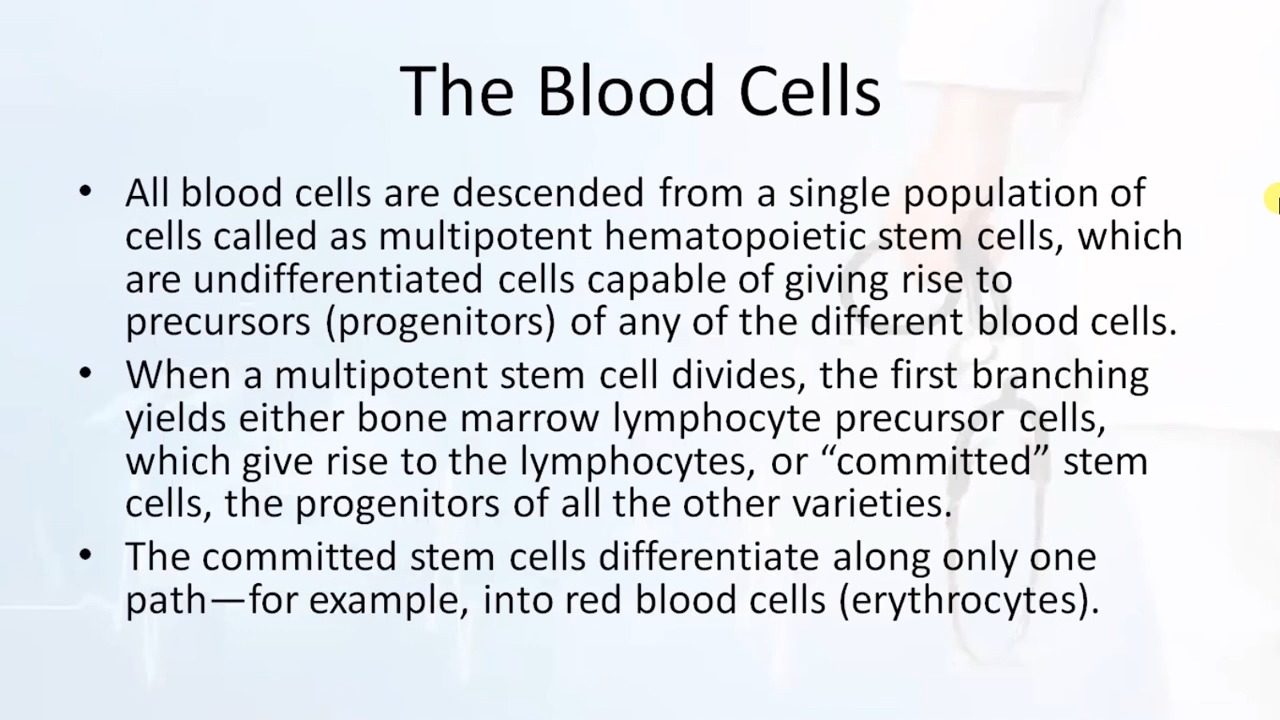 The Blood Cells
• All blood cells are descended from a single population of
cells called as multipotent hematopoietic stem cells, which
are undifferentiated cells capable of giving rise to
precursors (progenitors) of any of the different blood cells.
• When a multipotent stem cell divides, the first branching
yields either bone marrow lymphocyte precursor cells,
which give rise to the lymphocytes, or “committed” stem
cells, the progenitors of all the other varieties.
• The committed stem cells differentiate along only one
path—for example, into red blood cells (erythrocytes).